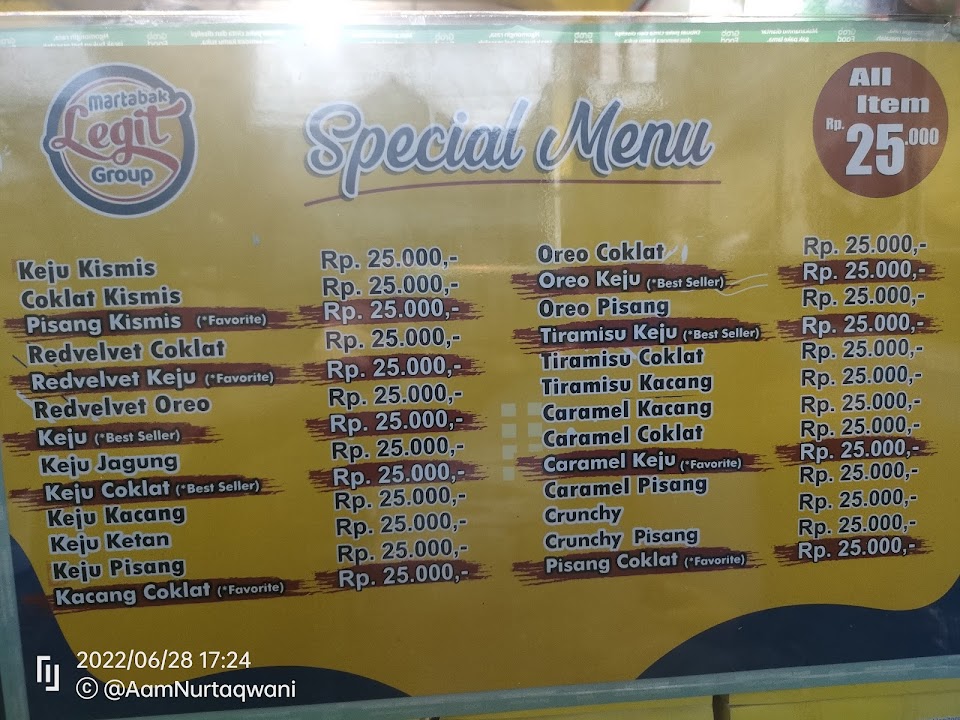 martabak
Legit
Group
Special Menu
All
Item
Rp. 25.000
Keju Kismis Rp. 25.000,-
Coklat Kismis Rp. 25.000,-
Pisang Kismis (*Favorite) Rp. 25.000,-
Redvelvet Coklat Rp. 25.000,-
Redvelvet Keju (*Favorite) Rp. 25.000,-
Redvelvet Oreo Rp. 25.000,-
Keju (*Best Seller) Rp. 25.000,-
Keju Jagung Rp. 25.000,-
Keju Coklat (*Best Seller) Rp. 25.000,-
Keju Kacang Rp. 25.000,-
Keju Ketan Rp. 25.000,-
Keju Pisang Rp. 25.000,-
Kacang Coklat (*Favorite) Rp. 25.000,-
Oreo Coklat Rp. 25.000,-
Oreo Keju (*Best Seller) Rp. 25.000,-
Oreo Pisang Rp. 25.000,-
Tiramisu Keju (*Best Seller) Rp. 25.000,-
Tiramisu Coklat Rp. 25.000,-
Tiramisu Kacang Rp. 25.000,-
Caramel Kacang Rp. 25.000,-
Caramel Coklat Rp. 25.000,-
Caramel Keju (*Favorite) Rp. 25.000,-
Caramel Pisang Rp. 25.000,-
Crunchy Rp. 25.000,-
Crunchy Pisang Rp. 25.000,-
Pisang Coklat (*Favorite) Rp. 25.000,-
2022/06/28 17:24
© @AamNurtaqwani